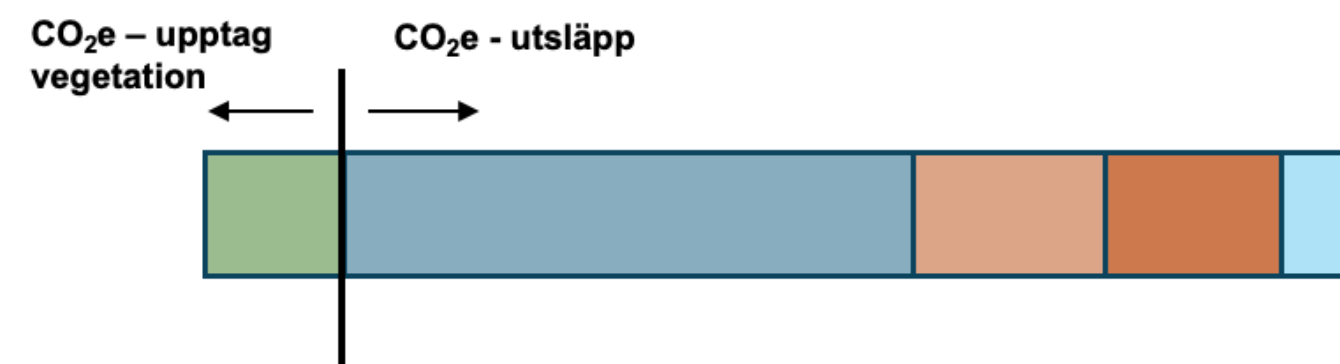 CO₂e – upptag
vegetation
CO₂e - utsläpp